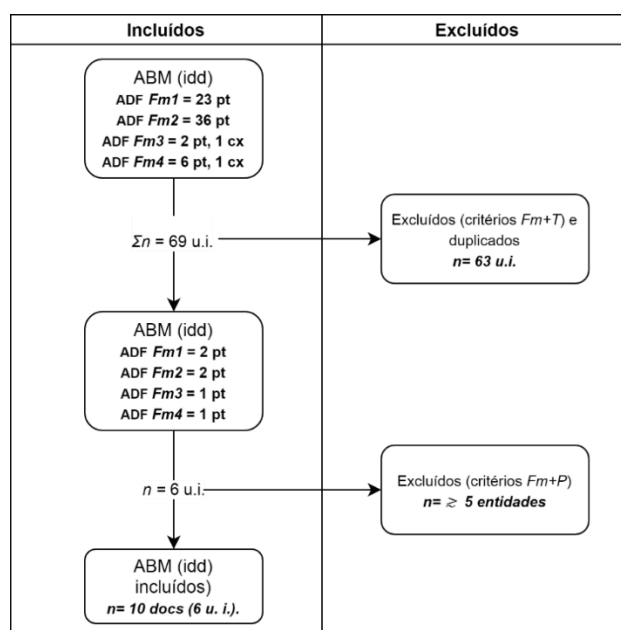 Incluídos
Excluídos
ABM (idd)
ADF Fm1 = 23 pt
ADF Fm2 = 36 pt
ADF Fm3 = 2 pt, 1 cx
ADF Fm4 = 6 pt, 1 cx
Σn = 69 u.i.
Excluídos (critérios Fm+T) e
duplicados
n= 63 u.i.
ABM (idd)
ADF Fm1 = 2 pt
ADF Fm2 = 2 pt
ADF Fm3 = 1 pt
ADF Fm4 = 1 pt
n = 6 u.i.
Excluídos (critérios Fm+P)
n= ≳ 5 entidades
ABM (idd)
incluídos)
n= 10 docs (6 u. i.).